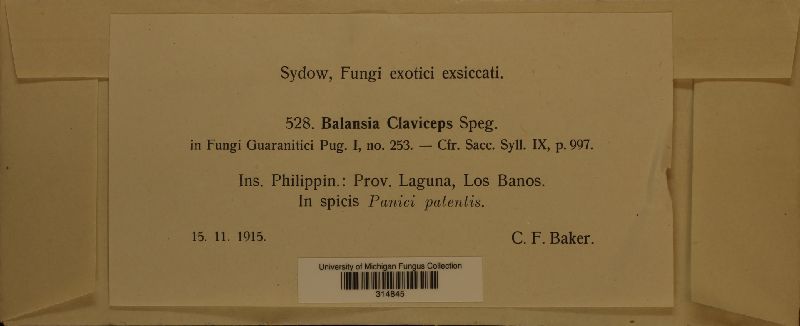 Sydow, Fungi exotici exsiccati.
528. Balansia Claviceps Speg.
in Fungi Guaranitici Pug. I, no. 253. — Cfr. Sacc. Syll. IX, p. 997.
Ins. Philippin.: Prov. Laguna, Los Banos.
In spicis Panici patentis.
15. 11. 1915. C. F. Baker.
University of Michigan Fungus Collection
314845